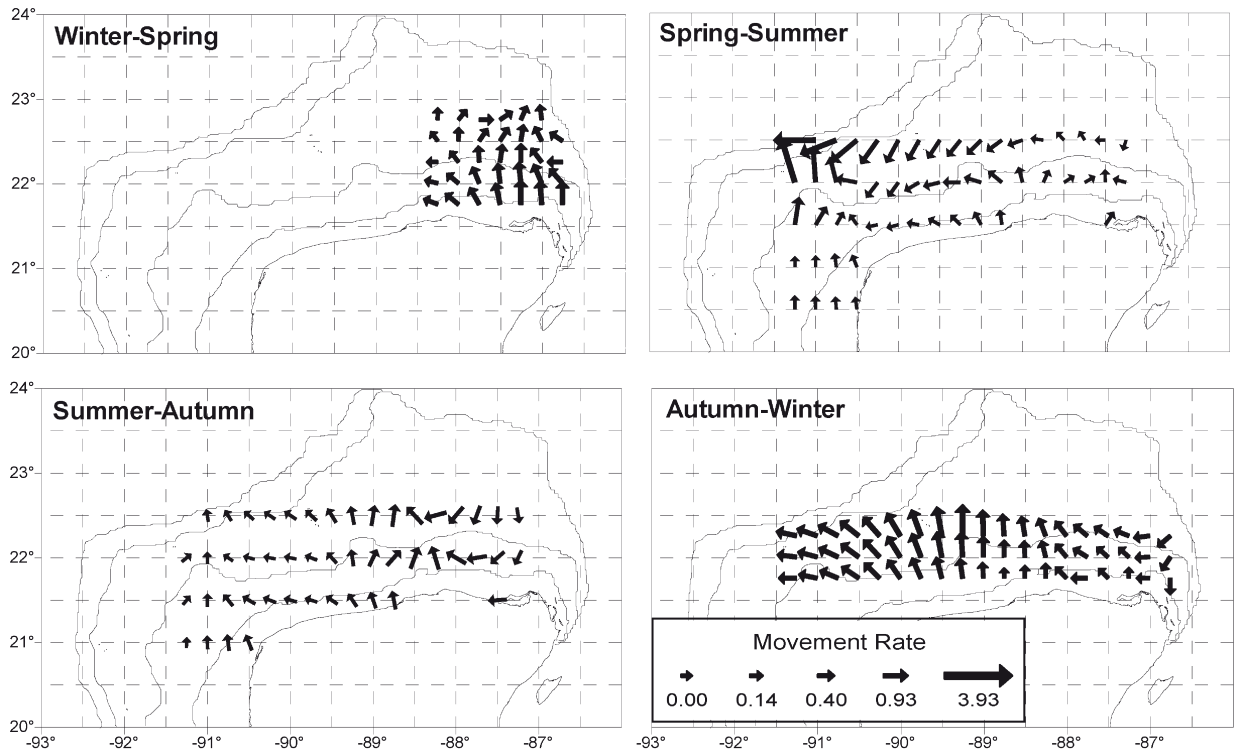 Winter-Spring
Spring-Summer
24°
23°
22°
21°
20°
Summer-Autumn
Autumn-Winter
24°
23°
22°
21°
20°
Movement Rate
0.00 0.14 0.40 0.93 3.93
-93° -92° -91° -90° -89° -88° -87°
-93° -92° -91° -90° -89° -88° -87°